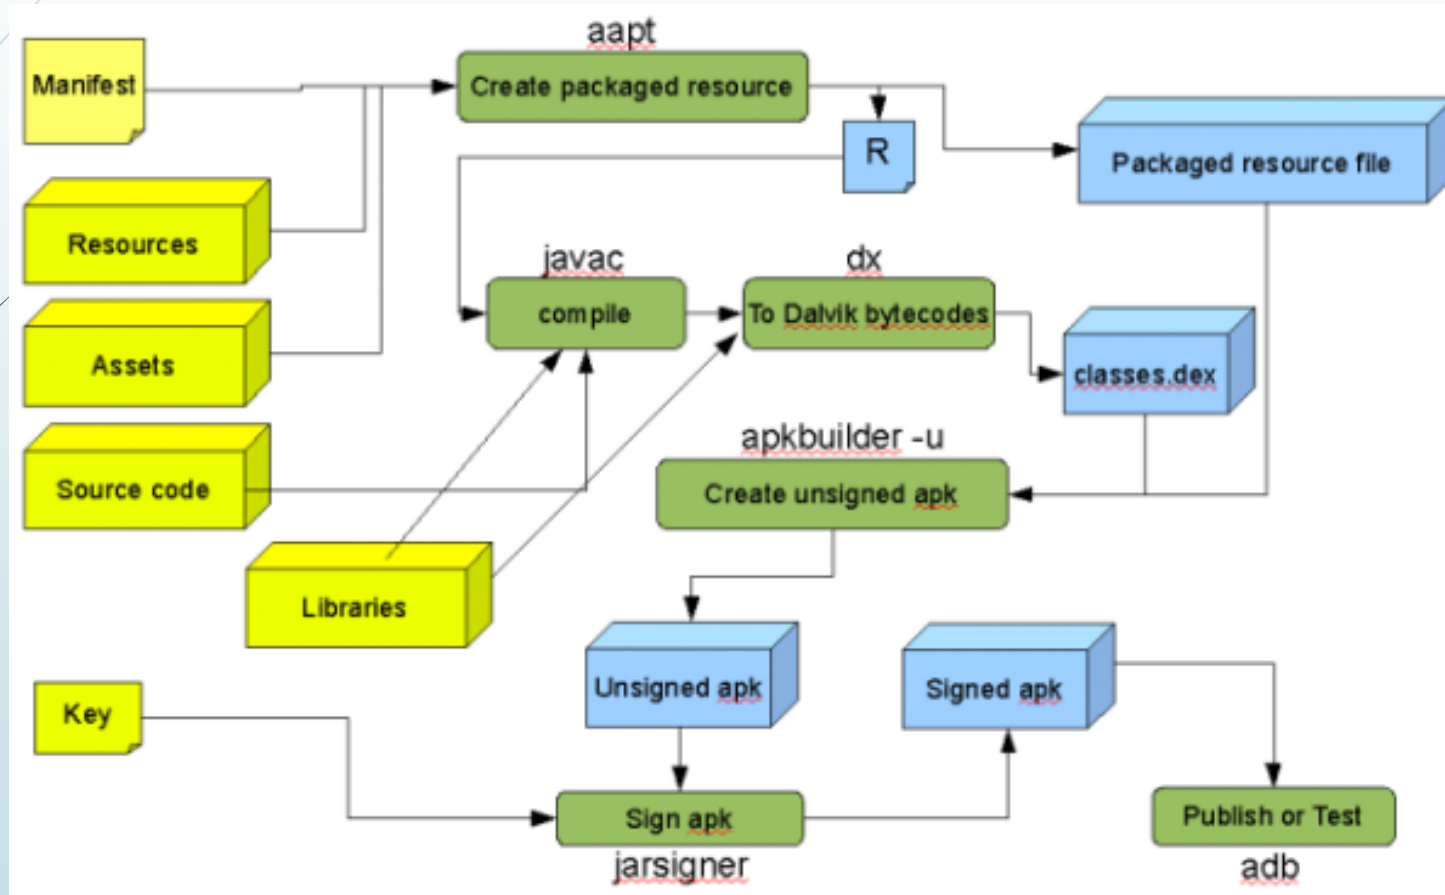 aapt
Manifest
Create packaged resource
R
Packaged resource file
Resources
javac
dx
compile
To Dalvik bytecodes
Assets
classes.dex
apkbuilder -u
Source code
Create unsigned apk
Libraries
Unsigned apk
Signed apk
Key
Sign apk
Publish or Test
jarsigner
adb